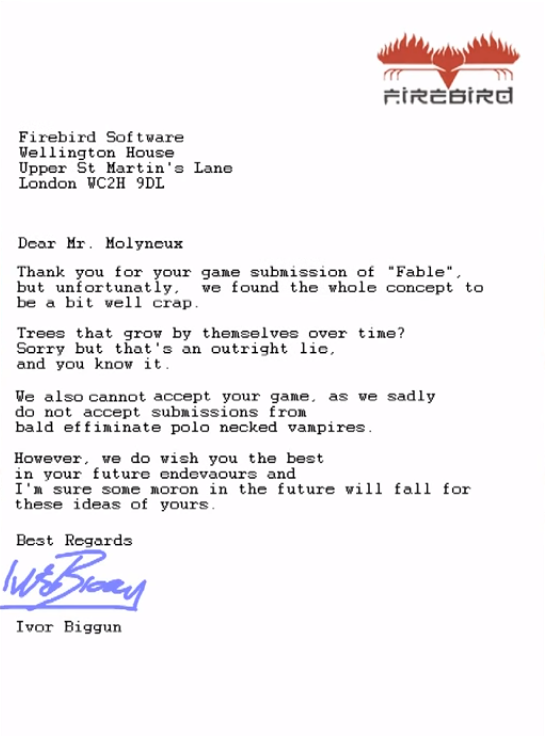 FIREBIRD
Firebird Software
Wellington House
Upper St Martin's Lane
London WC2H 9DL
Dear Mr. Molyneux
Thank you for your game submission of "Fable",
but unfortunatly, we found the whole concept to
be a bit well crap.
Trees that grow by themselves over time?
Sorry but that's an outright lie,
and you know it.
We also cannot accept your game, as we sadly
do not accept submissions from
bald effiminate polo necked vampires.
However, we do wish you the best
in your future endevaours and
I'm sure some moron in the future will fall for
these ideas of yours.
Best Regards
Ivor Biggun